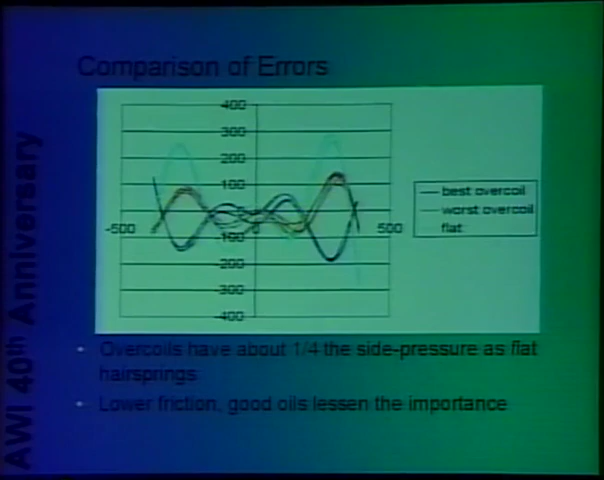 Comparison of Errors
AWI 40th Anniversary
400
300
200
100
-500
0
500
-100
-200
-300
-400
best overcoil
worst overcoil
flat
Overcoils have about 1/4 the side-pressure as flat
hairsprings
Lower friction, good oils lessen the importance